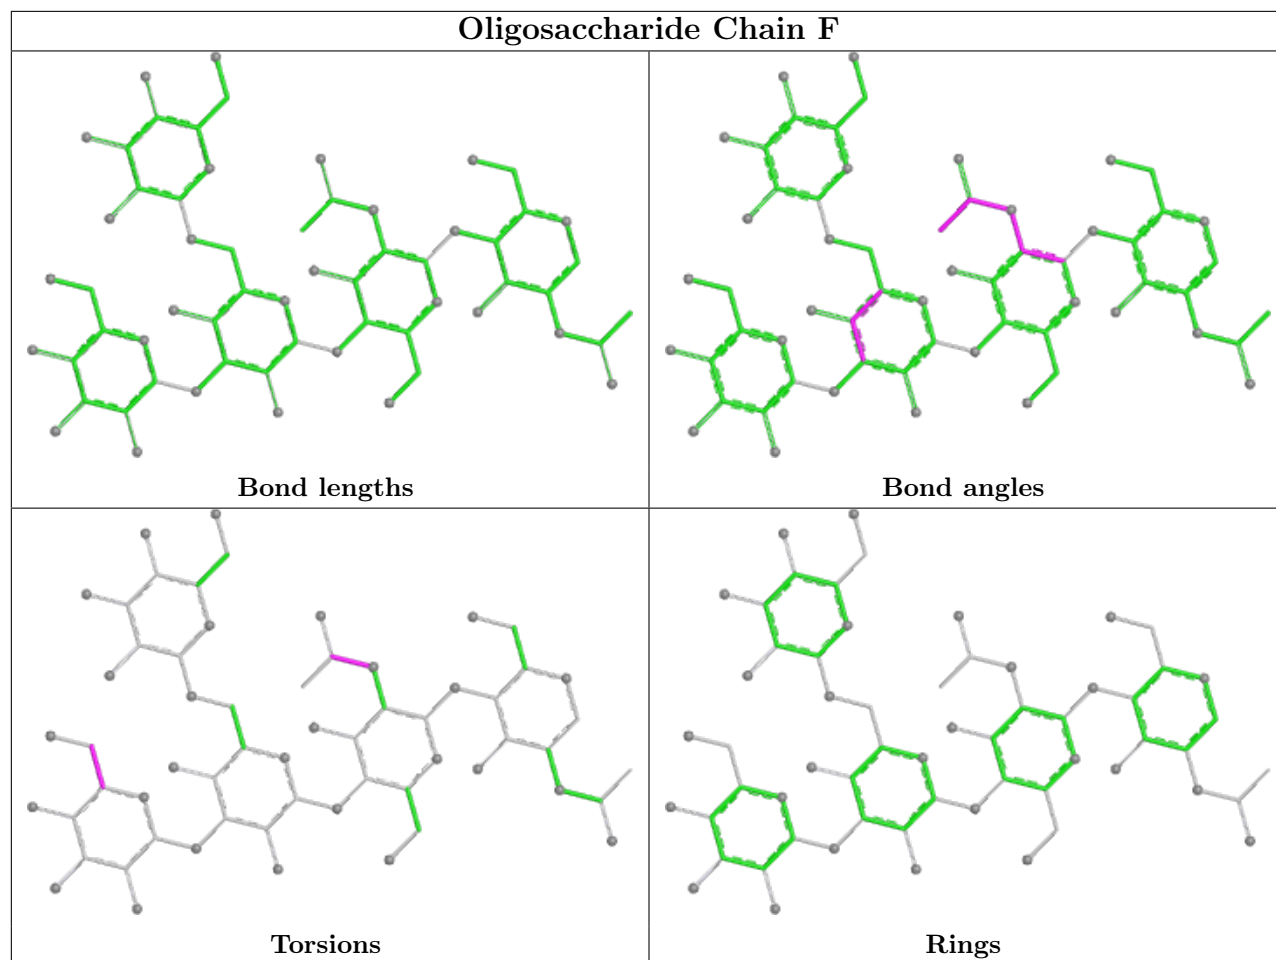 Oligosaccharide Chain F
Bond lengths
Bond angles
Torsions
Rings